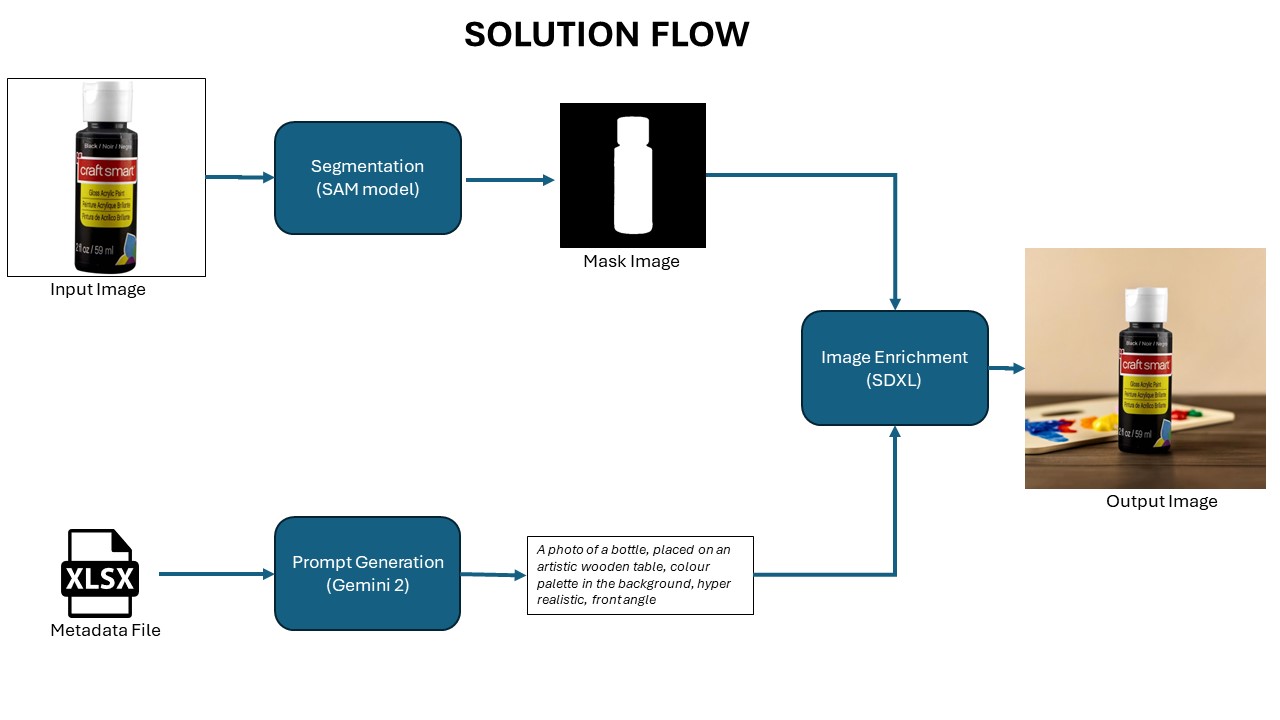 SOLUTION FLOW
Black / Noir / Negro
craft smart
Gloss Acrylic Paint
Peinture Acrylique Brillante
Pintura de Acrílico Brillante
2 fl oz / 59 ml
Input Image
Segmentation
(SAM model)
Mask Image
Image Enrichment
(SDXL)
Black / Noir / Negro
craft smart
Gloss Acrylic Paint
Peinture Acrylique Brillante
Pintura de Acrílico Brillante
2 fl oz / 59 ml
Output Image
XLSX
Metadata File
Prompt Generation
(Gemini 2)
A photo of a bottle, placed on an
artistic wooden table, colour
palette in the background, hyper
realistic, front angle